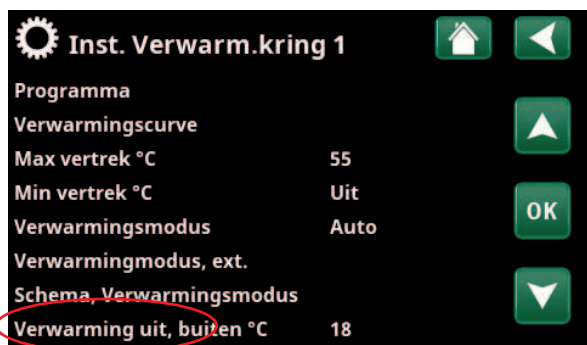 Inst. Verwarm.kring 1
Programma
Verwarmingscurve
Max vertrek °C 55
Min vertrek °C Uit
Verwarmingsmodus Auto
OK
Verwarmingmodus, ext.
Schema, Verwarmingsmodus
Verwarming uit, buiten °C 18